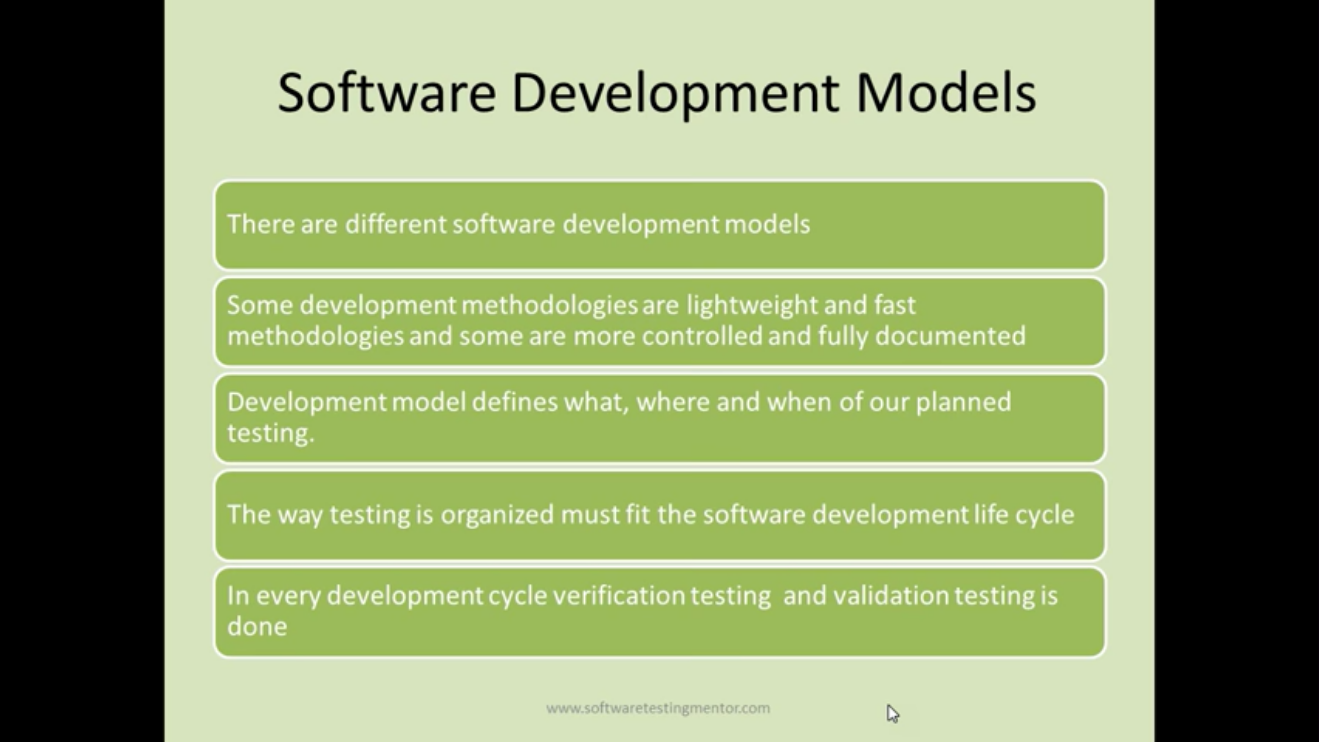 Software Development Models
There are different software development models
Some development methodologies are lightweight and fast
methodologies and some are more controlled and fully documented
Development model defines what, where and when of our planned
testing.
The way testing is organized must fit the software development life cycle
In every development cycle verification testing  and validation testing is
done
www.softwaretestingmentor.com